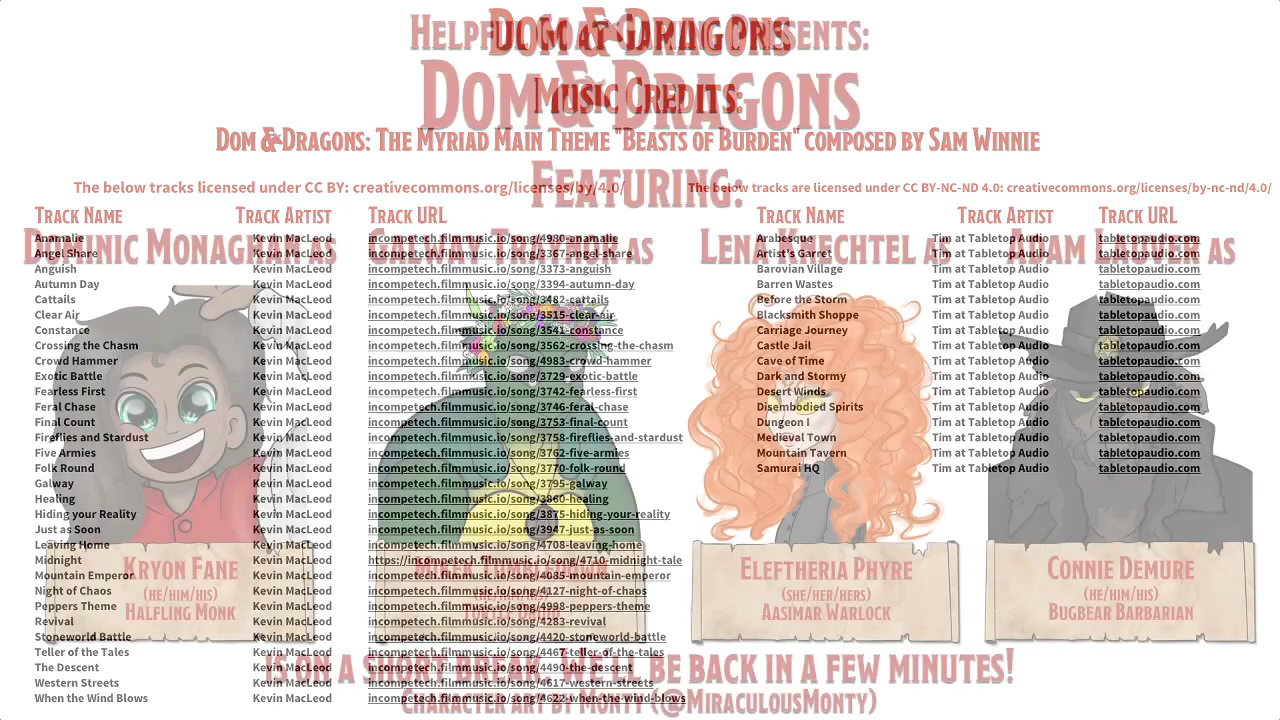 Helpful Goat Gaming Presents:
Dom & Dragons
Dom & Dragons
Music Credits:
Dom & Dragons: The Myriad Main Theme "Beasts of Burden" composed by Sam Winnie
Featuring:
The below tracks licensed under CC BY: creativecommons.org/licenses/by/4.0/
The below tracks are licensed under CC BY-NC-ND 4.0: creativecommons.org/licenses/by-nc-nd/4.0/
Track Name Track Artist Track URL
Dominic Monaghan as
as
Lena Knechtel as
Adam as
Anamalie Kevin MacLeod incompetech.filmmusic.io/song/4980-anamalie
Angel Share Kevin MacLeod incompetech.filmmusic.io/song/3367-angel-share
Anguish Kevin MacLeod incompetech.filmmusic.io/song/3373-anguish
Autumn Day Kevin MacLeod incompetech.filmmusic.io/song/3394-autumn-day
Cattails Kevin MacLeod incompetech.filmmusic.io/song/3482-cattails
Clear Air Kevin MacLeod incompetech.filmmusic.io/song/3515-clear-air
Constance Kevin MacLeod incompetech.filmmusic.io/song/3541-constance
Crossing the Chasm Kevin MacLeod incompetech.filmmusic.io/song/3562-crossing-the-chasm
Crowd Hammer Kevin MacLeod incompetech.filmmusic.io/song/4983-crowd-hammer
Exotic Battle Kevin MacLeod incompetech.filmmusic.io/song/3729-exotic-battle
Fearless First Kevin MacLeod incompetech.filmmusic.io/song/3742-fearless-first
Feral Chase Kevin MacLeod incompetech.filmmusic.io/song/3746-feral-chase
Final Count Kevin MacLeod incompetech.filmmusic.io/song/3753-final-count
Fireflies and Stardust Kevin MacLeod incompetech.filmmusic.io/song/3758-fireflies-and-stardust
Five Armies Kevin MacLeod incompetech.filmmusic.io/song/3762-five-armies
Folk Round Kevin MacLeod incompetech.filmmusic.io/song/3770-folk-round
Galway Kevin MacLeod incompetech.filmmusic.io/song/3795-galway
Healing Kevin MacLeod incompetech.filmmusic.io/song/3860-healing
Hiding your Reality Kevin MacLeod incompetech.filmmusic.io/song/3875-hiding-your-reality
Just as Soon Kevin MacLeod incompetech.filmmusic.io/song/3947-just-as-soon
Leaving Home Kevin MacLeod incompetech.filmmusic.io/song/4708-leaving-home
Midnight Kevin MacLeod https://incompetech.filmmusic.io/song/4710-midnight-tale
Mountain Emperor Kevin MacLeod incompetech.filmmusic.io/song/4085-mountain-emperor
Night of Chaos Kevin MacLeod incompetech.filmmusic.io/song/4127-night-of-chaos
Peppers Theme Kevin MacLeod incompetech.filmmusic.io/song/4998-peppers-theme
Revival Kevin MacLeod incompetech.filmmusic.io/song/4283-revival
Stoneworld Battle Kevin MacLeod incompetech.filmmusic.io/song/4420-stoneworld-battle
Teller of the Tales Kevin MacLeod incompetech.filmmusic.io/song/4467-teller-of-the-tales
The Descent Kevin MacLeod incompetech.filmmusic.io/song/4490-the-descent
Western Streets Kevin MacLeod incompetech.filmmusic.io/song/4617-western-streets
When the Wind Blows Kevin MacLeod incompetech.filmmusic.io/song/4622-when-the-wind-blows
Track Name Track Artist Track URL
Arabesque Tim at Tabletop Audio tabletopaudio.com
Artist's Garret Tim at Tabletop Audio tabletopaudio.com
Barovian Village Tim at Tabletop Audio tabletopaudio.com
Barren Wastes Tim at Tabletop Audio tabletopaudio.com
Before the Storm Tim at Tabletop Audio tabletopaudio.com
Blacksmith Shoppe Tim at Tabletop Audio tabletopaudio.com
Carriage Journey Tim at Tabletop Audio tabletopaudio.com
Castle Jail Tim at Tabletop Audio tabletopaudio.com
Cave of Time Tim at Tabletop Audio tabletopaudio.com
Dark and Stormy Tim at Tabletop Audio tabletopaudio.com
Desert Winds Tim at Tabletop Audio tabletopaudio.com
Disembodied Spirits Tim at Tabletop Audio tabletopaudio.com
Dungeon I Tim at Tabletop Audio tabletopaudio.com
Medieval Town Tim at Tabletop Audio tabletopaudio.com
Mountain Tavern Tim at Tabletop Audio tabletopaudio.com
Samurai HQ Tim at Tabletop Audio tabletopaudio.com
Kryon Fane
(he/him/his)
Halfling Monk
(he/him/his)
Eleftheria Phyre
(she/her/hers)
Aasimar Warlock
Connie Demure
(he/him/his)
Bugbear Barbarian
a short break, we'll be back in a few minutes!
Character art by Monty (@MiraculousMonty)